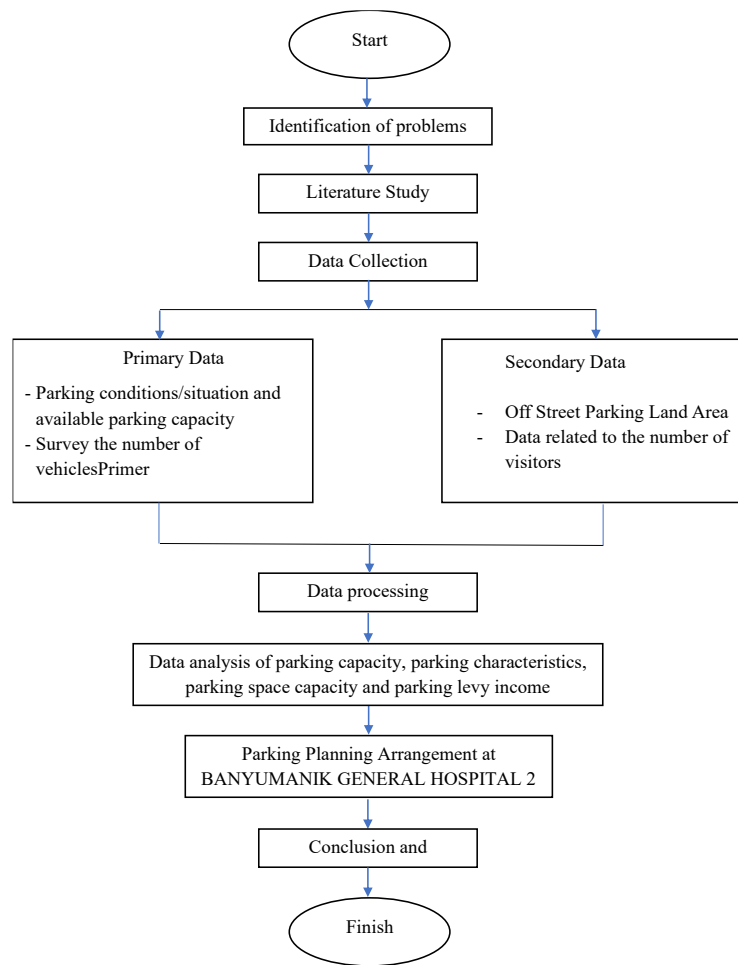 Start
Identification of problems
Literature Study
Data Collection
Primary Data
- Parking conditions/situation and
available parking capacity
- Survey the number of
vehiclesPrimer
Secondary Data
- Off Street Parking Land Area
- Data related to the number of
visitors
Data processing
Data analysis of parking capacity, parking characteristics,
parking space capacity and parking levy income
Parking Planning Arrangement at
BANYUMANIK GENERAL HOSPITAL 2
Conclusion and
Finish